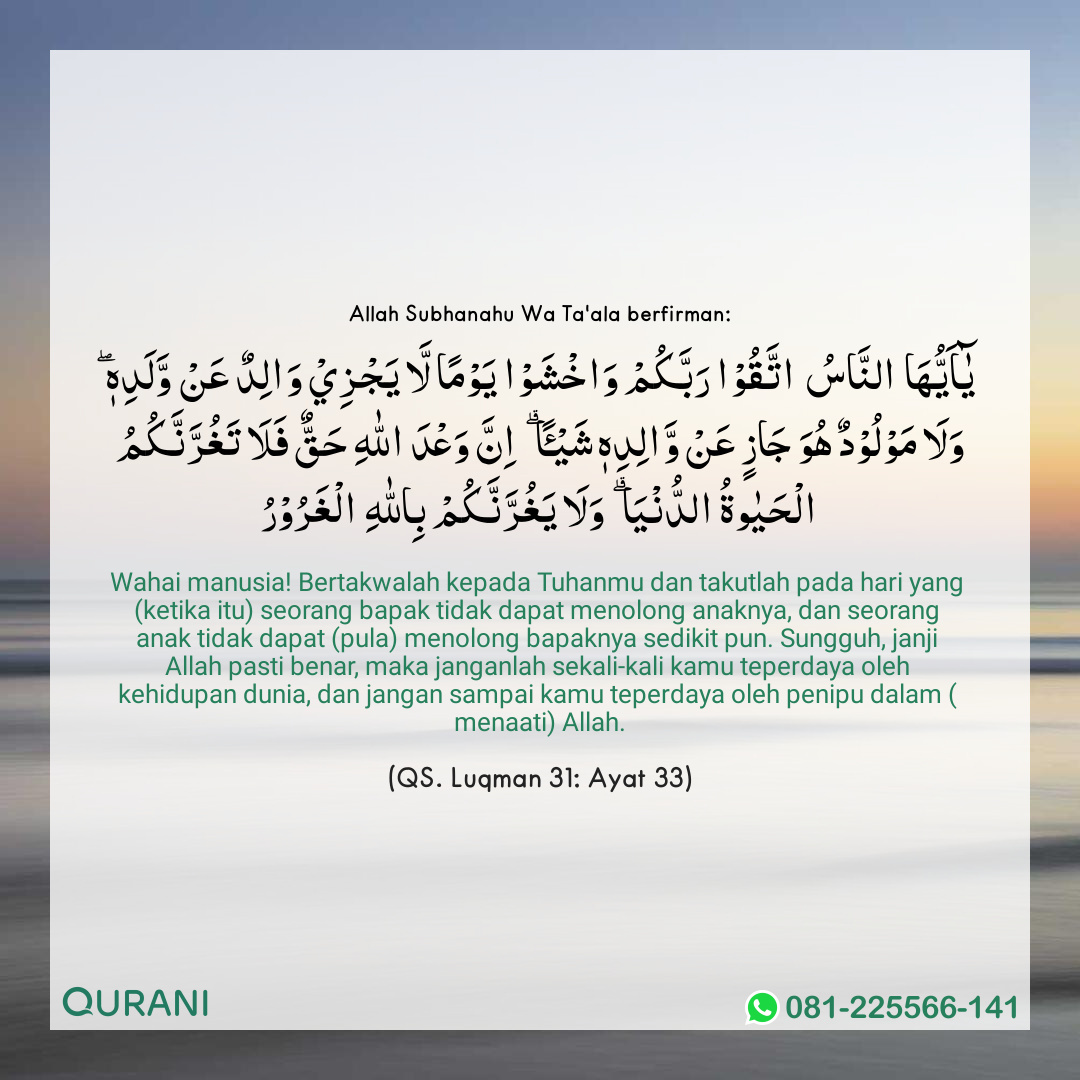 Allah Subhanahu Wa Ta'ala berfirman:
يٰۤاَيُّهَا النَّاسُ اتَّقُوْا رَبَّكُمْ وَاخْشَوْا يَوْمًا لَّا يَجْزِيْ وَالِدٌ عَنْ وَّلَدِهٖ ۖ
وَلَا مَوْلُوْدٌ هُوَ جَازٍ عَنْ وَّالِدِهٖ شَيْـًٔا ۗ اِنَّ وَعْدَ اللّٰهِ حَقٌّ فَلَا تَغُرَّنَّكُمُ
الْحَيٰوةُ الدُّنْيَا ۗ وَلَا يَغُرَّنَّكُمْ بِاللّٰهِ الْغَرُوْرُ
Wahai manusia! Bertakwalah kepada Tuhanmu dan takutlah pada hari yang
(ketika itu) seorang bapak tidak dapat menolong anaknya, dan seorang
anak tidak dapat (pula) menolong bapaknya sedikit pun. Sungguh, janji
Allah pasti benar, maka janganlah sekali-kali kamu teperdaya oleh
kehidupan dunia, dan jangan sampai kamu teperdaya oleh penipu dalam (
menaati) Allah.
(QS. Luqman 31: Ayat 33)
QURANI
081-225566-141